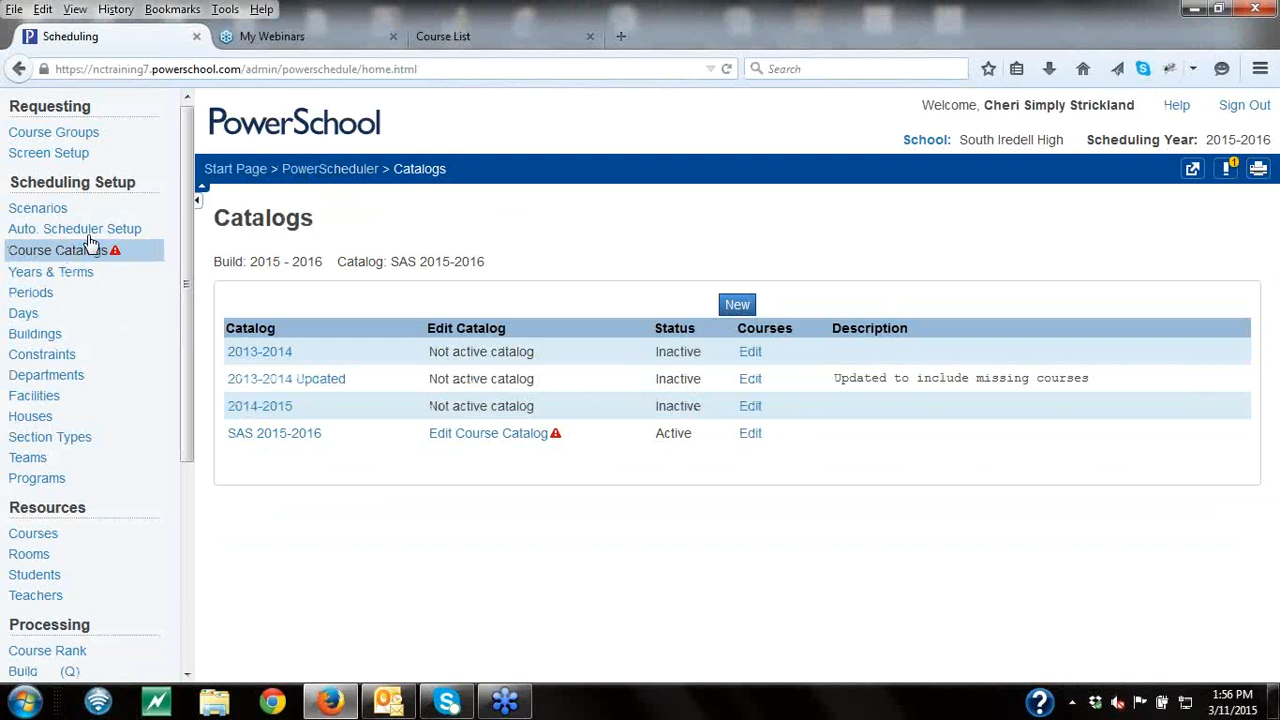 File Edit View History Bookmarks Tools Help
Scheduling
My Webinars
Course List
https://nctraining7.powerschool.com/admin/powerschedule/home.html
Search
Requesting
Course Groups
Screen Setup
Scheduling Setup
Scenarios
Auto. Scheduler Setup
Course Catalogs
Years & Terms
Periods
Days
Buildings
Constraints
Departments
Facilities
Houses
Section Types
Teams
Programs
Resources
Courses
Rooms
Students
Teachers
Processing
Course Rank
Build (Q)
PowerSchool
Welcome, Cheri Simply Strickland Help Sign Out
School: South Iredell High Scheduling Year: 2015-2016
Start Page > PowerScheduler > Catalogs
1
Catalogs
Build: 2015 - 2016 Catalog: SAS 2015-2016
New
Catalog Edit Catalog Status Courses Description
2013-2014 Not active catalog Inactive Edit
2013-2014 Updated Not active catalog Inactive Edit Updated to include missing courses
2014-2015 Not active catalog Inactive Edit
SAS 2015-2016 Edit Course Catalog Active Edit
1:56 PM
3/11/2015